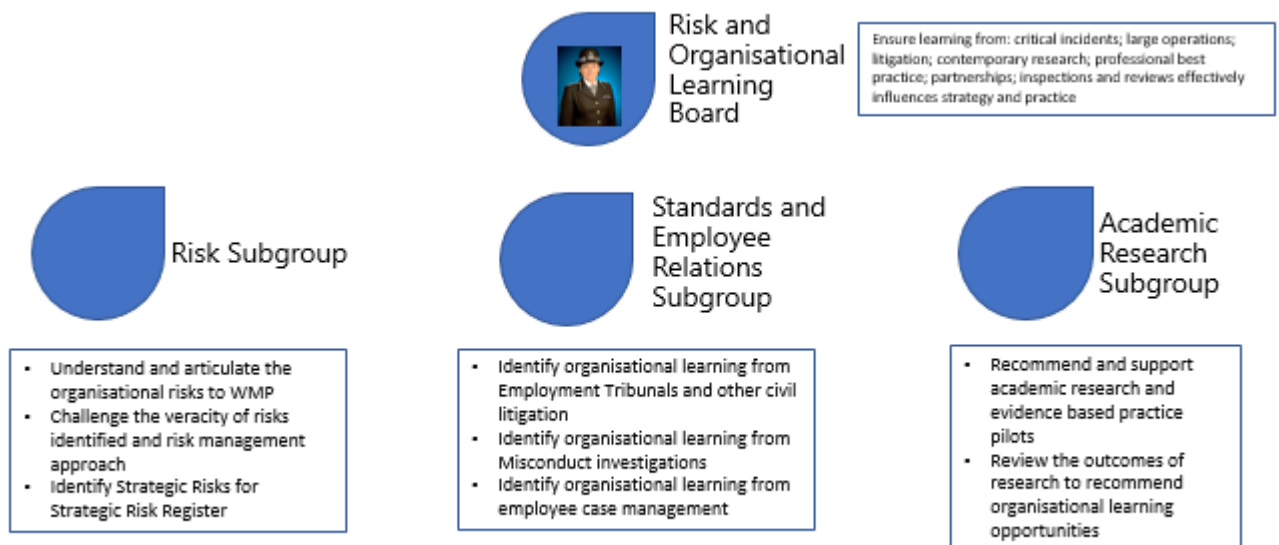 Risk and
Organisational
Learning
Board
Ensure learning from: critical incidents; large operations;
litigation; contemporary research; professional best
practice; partnerships; inspections and reviews effectively
influences strategy and practice
Risk Subgroup
Standards and
Employee
Relations
Subgroup
Academic
Research
Subgroup
▪ Understand and articulate the
organisational risks to WMP
▪ Challenge the veracity of risks
identified and risk management
approach
▪ Identify Strategic Risks for
Strategic Risk Register
▪ Identify organisational learning from
Employment Tribunals and other civil
litigation
▪ Identify organisational learning from
Misconduct investigations
▪ Identify organisational learning from
employee case management
▪ Recommend and support
academic research and
evidence based practice
pilots
▪ Review the outcomes of
research to recommend
organisational learning
opportunities